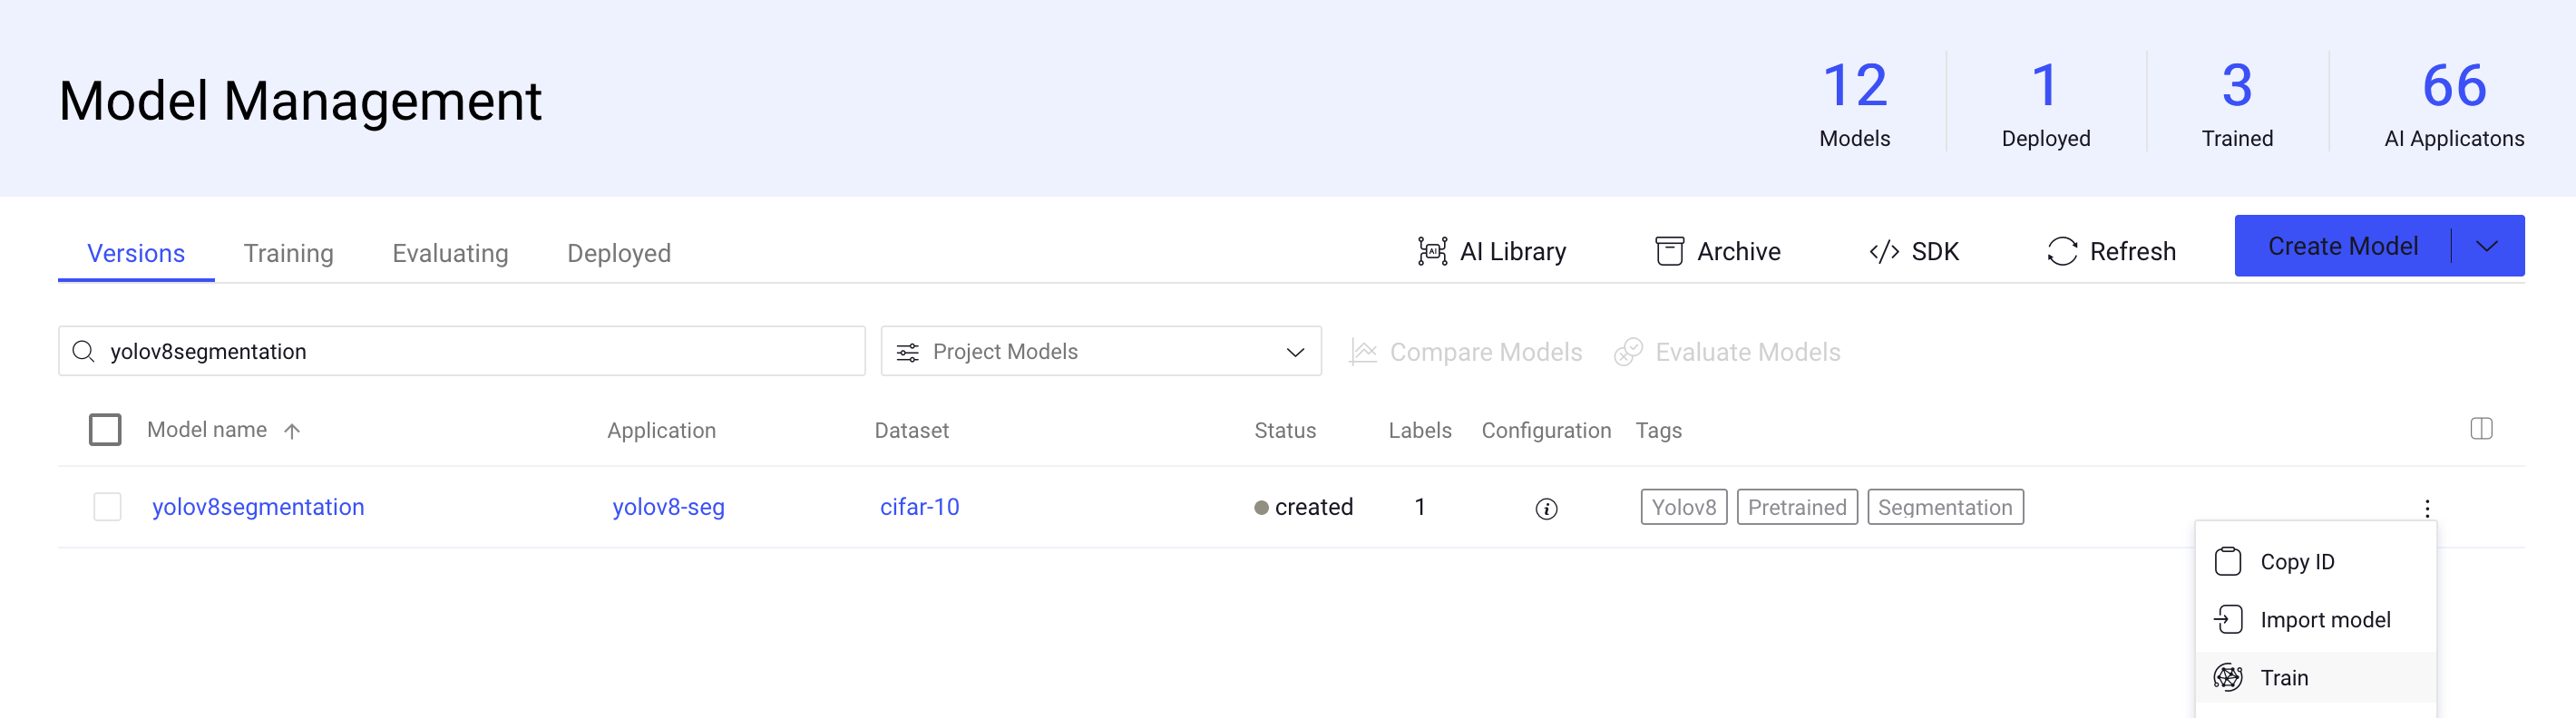 Model Management
12
Models
1
Deployed
3
Trained
66
AI Applicatons
Versions
Training
Evaluating
Deployed
AI Library
Archive
</> SDK
Refresh
Create Model
yolov8segmentation
Project Models
Compare Models
Evaluate Models
Model name
Application
Dataset
Status
Labels
Configuration
Tags
yolov8segmentation
yolov8-seg
cifar-10
created
1
Yolov8
Pretrained
Segmentation
Copy ID
Import model
Train